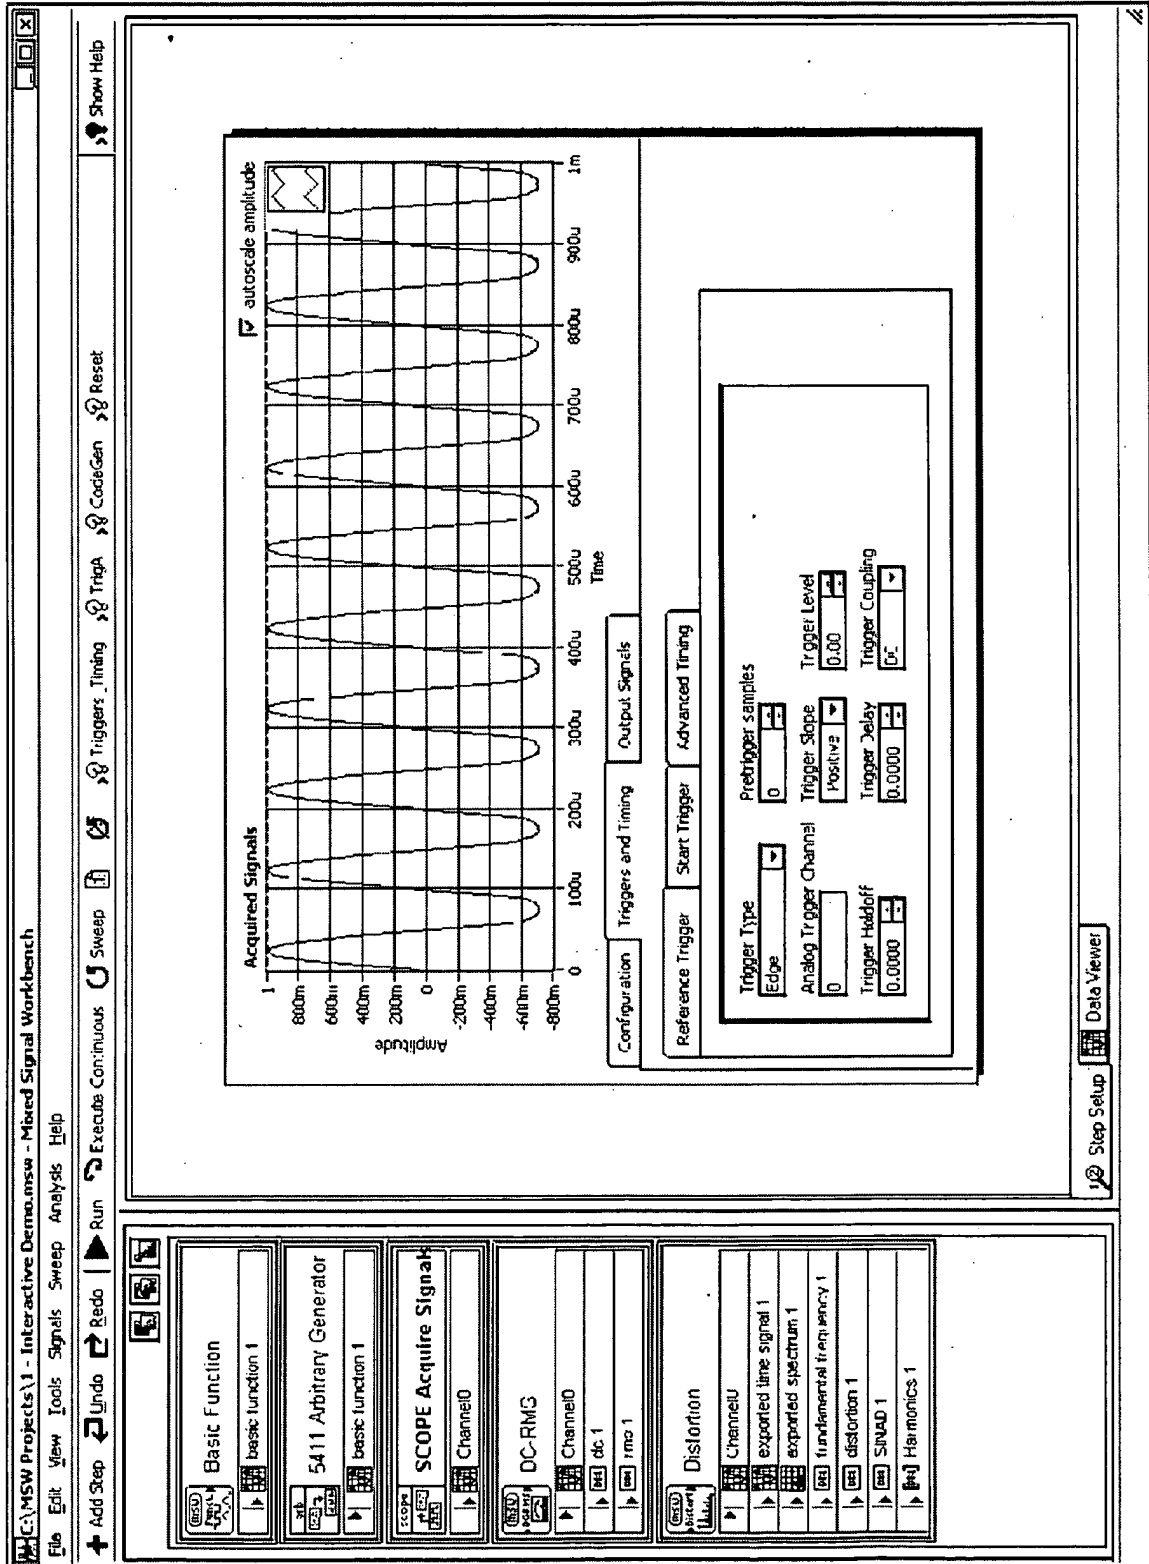 C:\MSW Projects\1 - Interactive Demo.msw - Mixed Signal Workbench
File Edit View Tools Signals Sweep Analysis Help
Add Step Undo Redo Run Execute Continuous Sweep Triggers_Timing TrigA CodeGen Reset Show Help
Basic Function
basic function 1
5411 Arbitrary Generator
basic function 1
SCOPE Acquire Signals
Channel0
DC-RMS
Channel0
dc 1
rms 1
Distortion
Channel0
exported time signal 1
exported spectrum 1
fundamental frequency 1
distortion 1
SINAD 1
Harmonics 1
Acquired Signals
autoscale amplitude
Amplitude
1
800m
600m
400m
200m
0
-200m
-400m
-600m
-800m
0 100u 200u 300u 400u 500u 600u 700u 800u 900u 1m
Time
Configuration Triggers and Timing Output Signals
Reference Trigger Start Trigger Advanced Timing
Trigger Type Pretrigger samples
Edge 0
Analog Trigger Channel Trigger Slope Trigger Level
0 Positive 0.00
Trigger Holdoff Trigger Delay Trigger Coupling
0.0000 0.0000 DC
Step Setup Data Viewer